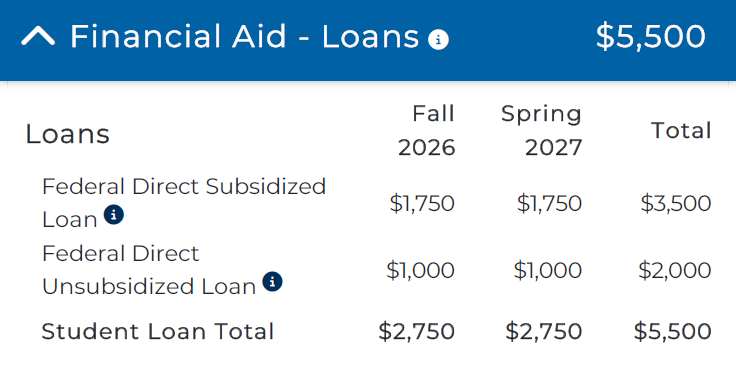 Financial Aid - Loans $5,500
Loans Fall 2026 Spring 2027 Total
Federal Direct Subsidized Loan $1,750 $1,750 $3,500
Federal Direct Unsubsidized Loan $1,000 $1,000 $2,000
Student Loan Total $2,750 $2,750 $5,500